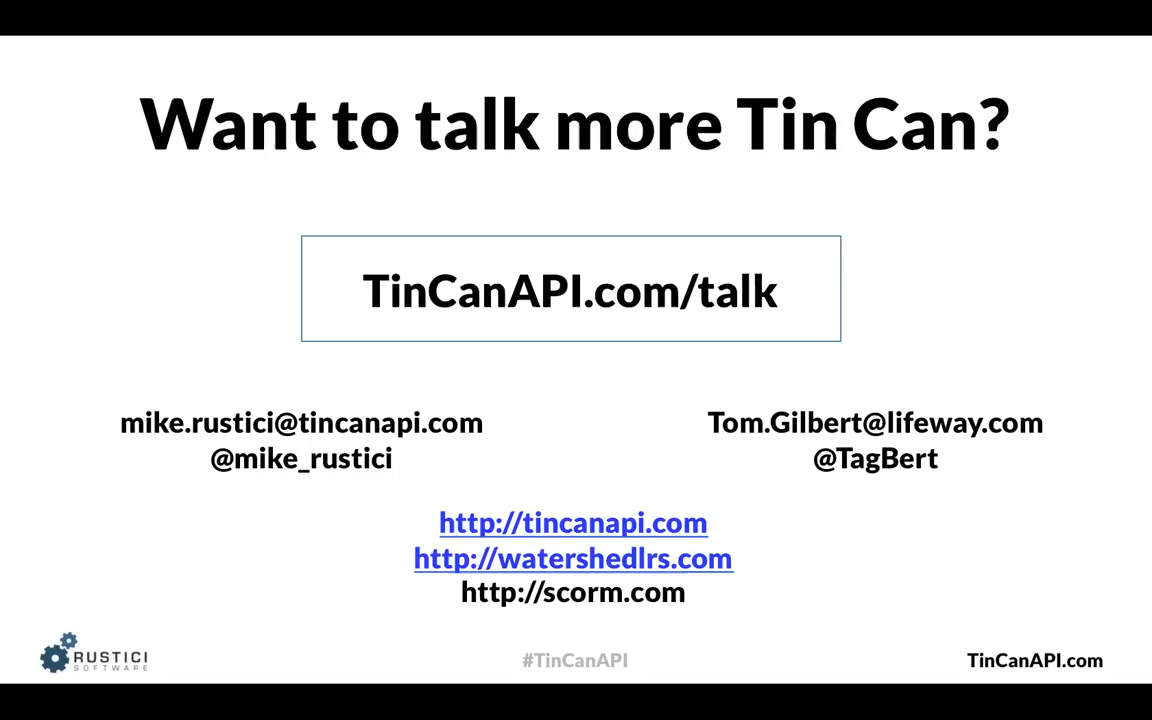 Want to talk more Tin Can?
TinCanAPI.com/talk
mike.rustici@tincanapi.com
@mike_rustici
Tom.Gilbert@lifeway.com
@TagBert
http://tincanapi.com
http://watershedlrs.com
http://scorm.com
RUSTICI
SOFTWARE
#TinCanAPI
TinCanAPI.com